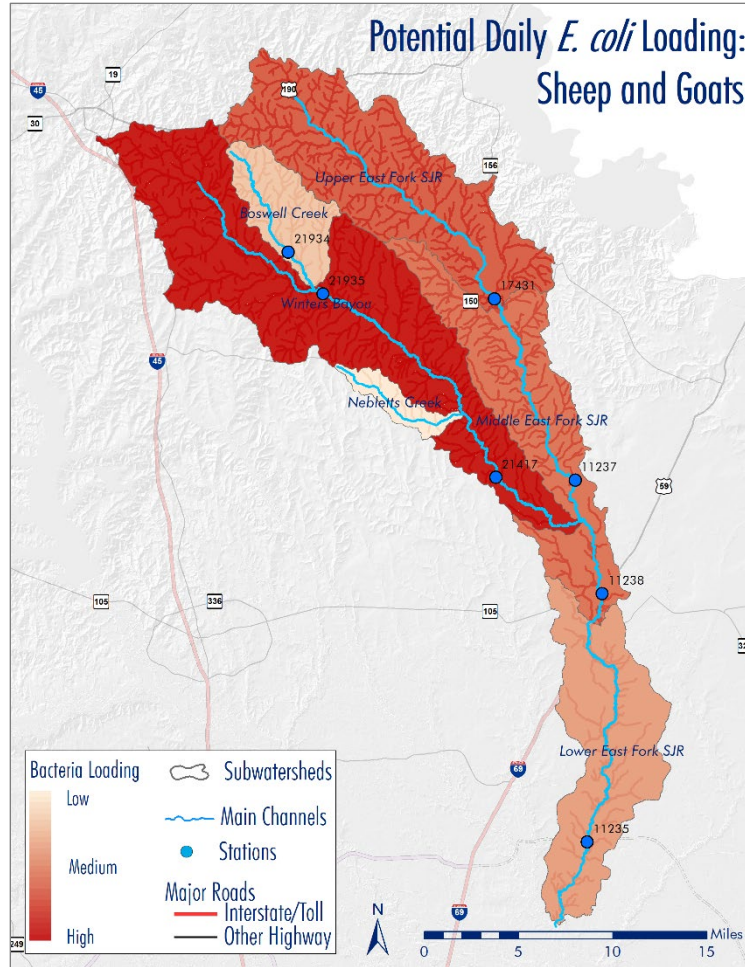 Potential Daily E. coli Loading:
Sheep and Goats
45
19
30
190
156
Upper East Fork SJR
Boswell Creek
21934
21935
17431
Winters Bayou
150
45
Nebletts Creek
Middle East Fork SJR
21417
11237
59
11238
105
336
105
Lower East Fork SJR
69
11235
69
249
Bacteria Loading
Low
Medium
High
Subwatersheds
Main Channels
Stations
Major Roads
Interstate/Toll
Other Highway
N
Miles
0 5 10 15